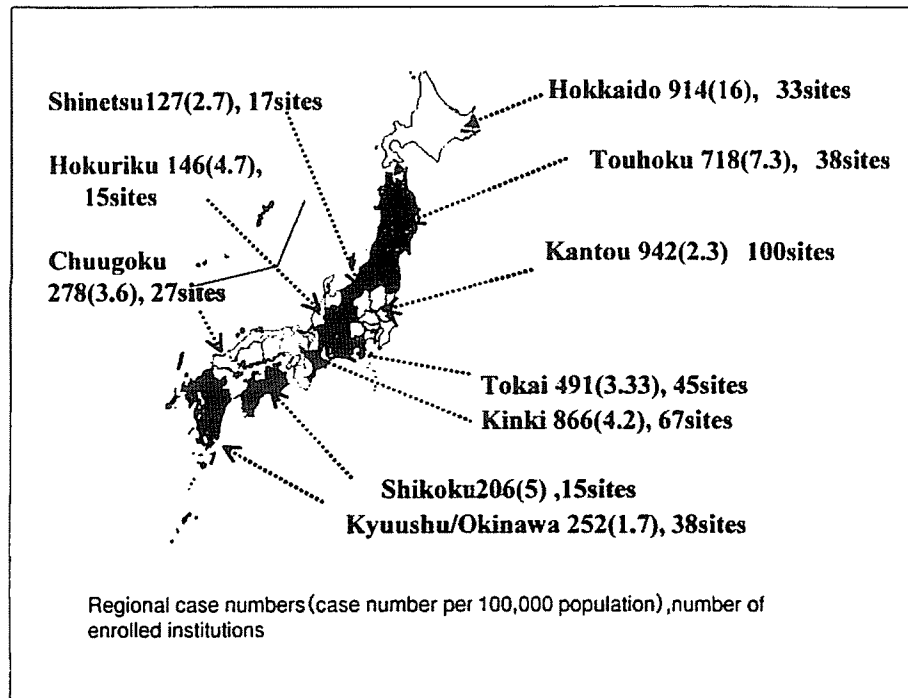 Shinetsu127(2.7), 17sites
Hokkaido 914(16), 33sites
Hokuriku 146(4.7),
15sites
Touhoku 718(7.3), 38sites
Chuugoku
278(3.6), 27sites
Kantou 942(2.3) 100sites
Tokai 491(3.33), 45sites
Kinki 866(4.2), 67sites
Shikoku206(5) ,15sites
Kyuushu/Okinawa 252(1.7), 38sites
Regional case numbers(case number per 100,000 population),number of
enrolled institutions